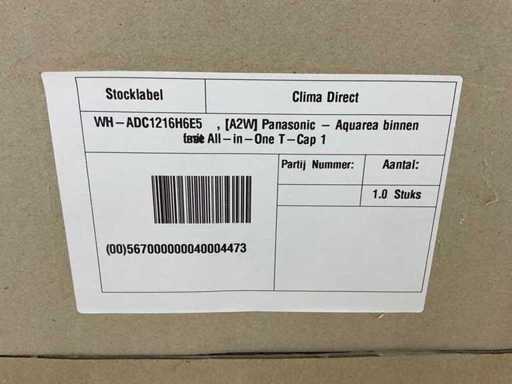 Stocklabel
Clima Direct
WH-ADC1216H6E5 , [A2W] Panasonic - Aquarea binnen
All-in-One T-Cap 1
Partij Nummer:
Aantal:
1.0 Stuks
(00)567000000040004473